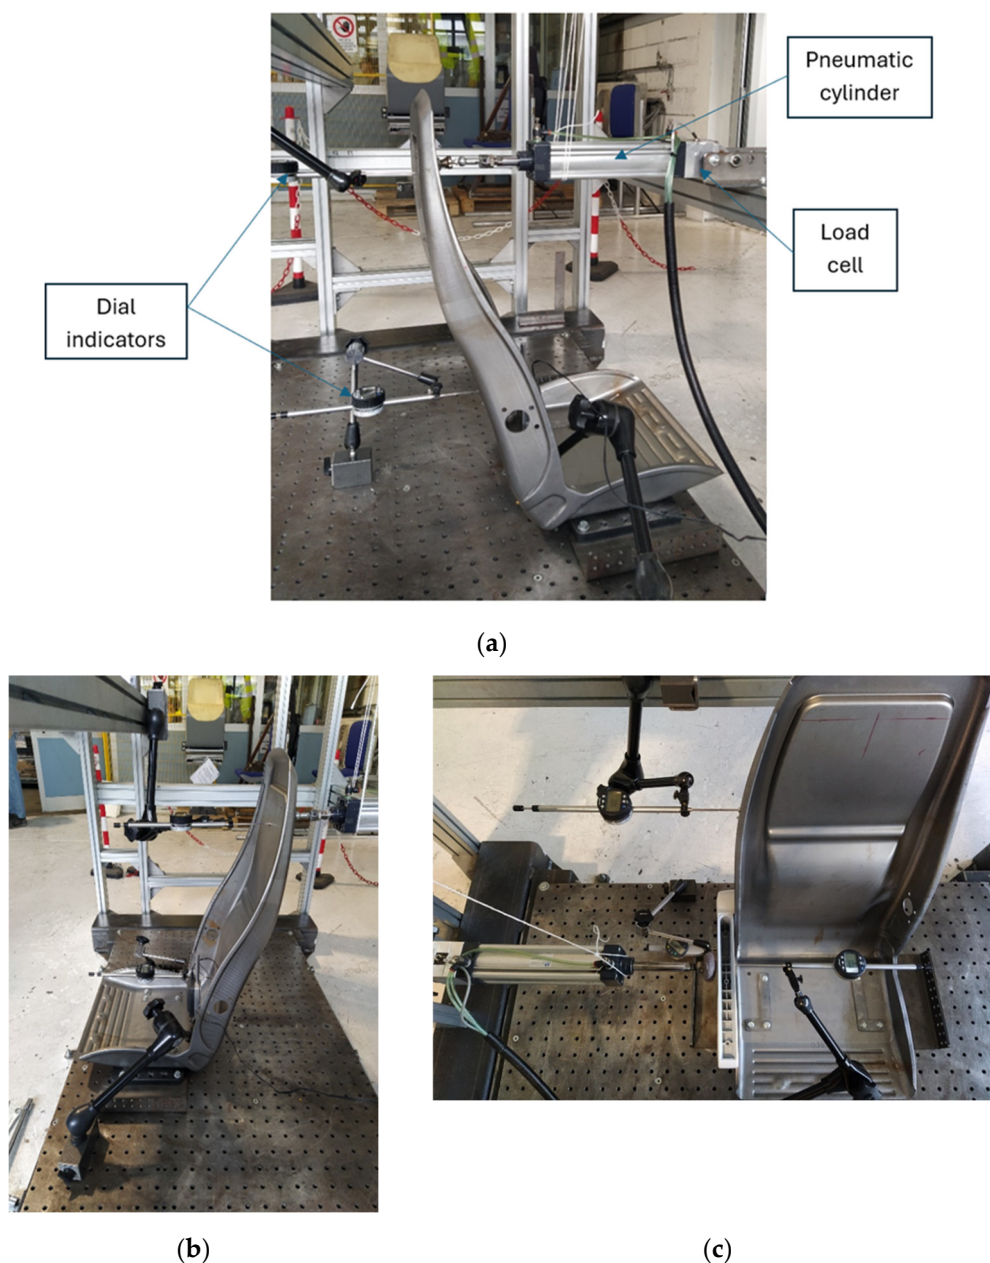 Pneumatic
cylinder
Load
cell
Dial
indicators
(a)
(b)
(c)